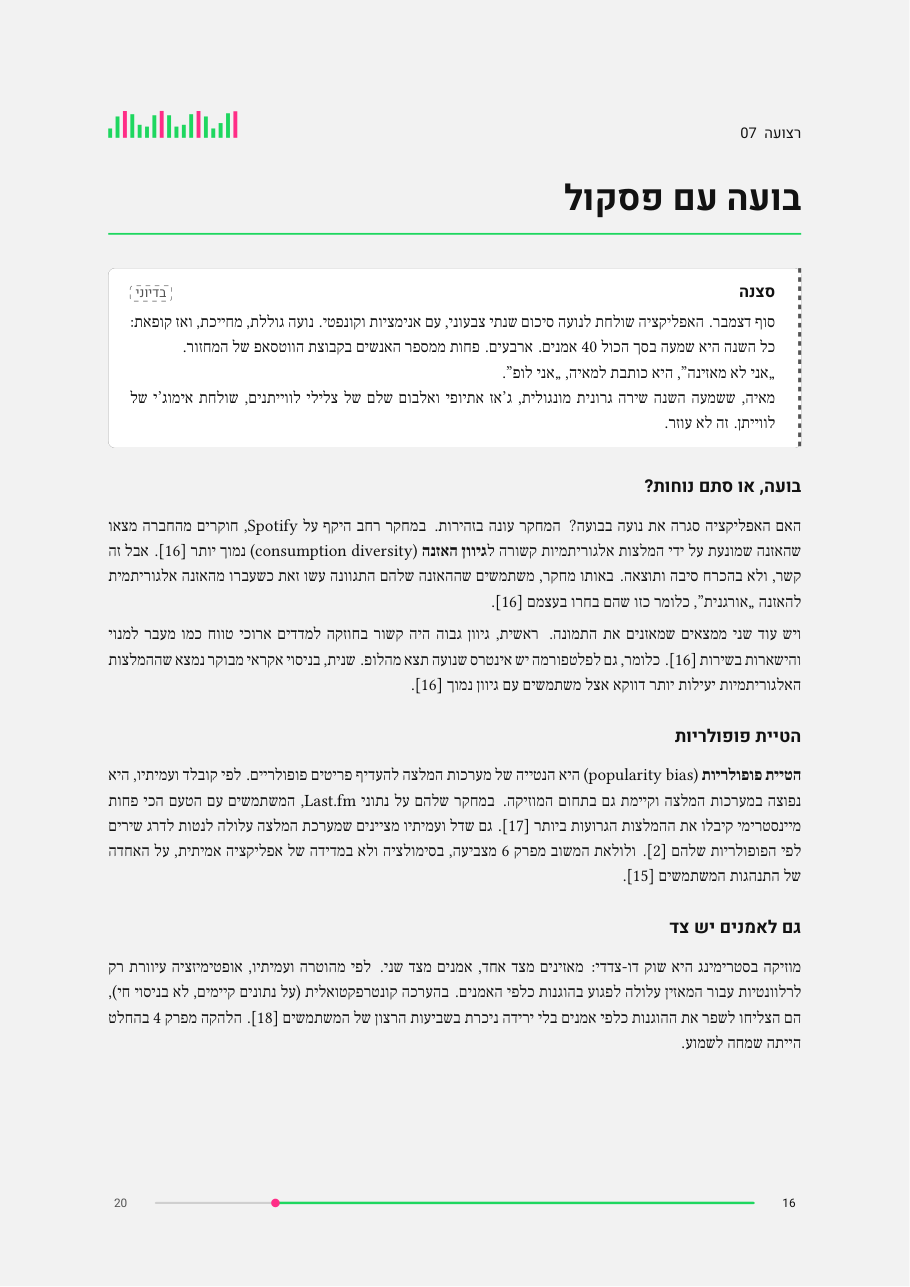 רצועה 07
בועה עם פסקול
סצנה
בדיוני
סוף דצמבר. האפליקציה שולחת לנועה סיכום שנתי צבעוני, עם אנימציות וקונפטי. נועה גוללת, מחייכת, ואז קופאת:
כל השנה היא שמעה בסך הכול 40 אמנים. ארבעים. פחות ממספר האנשים בקבוצת הווטסאפ של המחזור.
„אני לא מאזינה”, היא כותבת למאיה, „אני לופ”.
מאיה, ששמעה השנה שירה גרונית מונגולית, ג'אז אתיופי ואלבום שלם של צלילי לווייתנים, שולחת אימוג'י של
לווייתן. זה לא עוזר.
בועה, או סתם נוחות?
האם האפליקציה סגרה את נועה בבועה? המחקר עונה בזהירות. במחקר רחב היקף על Spotify, חוקרים מהחברה מצאו
שהאזנה שמונעת על ידי המלצות אלגוריתמיות קשורה לגיוון האזנה (consumption diversity) נמוך יותר [16]. אבל זה
קשר, ולא בהכרח סיבה ותוצאה. באותו מחקר, משתמשים שההאזנה שלהם התגוונה עשו זאת כשעברו מהאזנה אלגוריתמית
להאזנה „אורגנית”, כלומר כזו שהם בחרו בעצמם [16].
ויש עוד שני ממצאים שמאזנים את התמונה. ראשית, גיוון גבוה היה קשור בחוזקה למדדים ארוכי טווח כמו מעבר למנוי
והישארות בשירות [16]. כלומר, גם לפלטפורמה יש אינטרס שנועה תצא מהלופ. שנית, בניסוי אקראי מבוקר נמצא שההמלצות
האלגוריתמיות יעילות יותר דווקא אצל משתמשים עם גיוון נמוך [16].
הטיית פופולריות
הטיית פופולריות (popularity bias) היא הנטייה של מערכות המלצה להעדיף פריטים פופולריים. לפי קובלד ועמיתיו, היא
נפוצה במערכות המלצה וקיימת גם בתחום המוזיקה. במחקר שלהם על נתוני Last.fm, המשתמשים עם הטעם הכי פחות
מיינסטרימי קיבלו את ההמלצות הגרועות ביותר [17]. גם שדל ועמיתיו מציינים שמערכת המלצה עלולה לנטות לדרג שירים
לפי הפופולריות שלהם [2]. ולולאת המשוב מפרק 6 מצביעה, בסימולציה ולא במדידה של אפליקציה אמיתית, על האחדה
של התנהגות המשתמשים [15].
גם לאמנים יש צד
מוזיקה בסטרימינג היא שוק דו-צדדי: מאזינים מצד אחד, אמנים מצד שני. לפי מהוטרה ועמיתיו, אופטימיזציה עיוורת רק
לרלוונטיות עבור המאזין עלולה לפגוע בהוגנות כלפי האמנים. בהערכה קונטרפקטואלית (על נתונים קיימים, לא בניסוי חי),
הם הצליחו לשפר את ההוגנות כלפי אמנים בלי ירידה ניכרת בשביעות הרצון של המשתמשים [18]. הלהקה מפרק 4 בהחלט
הייתה שמחה לשמוע.
16
20